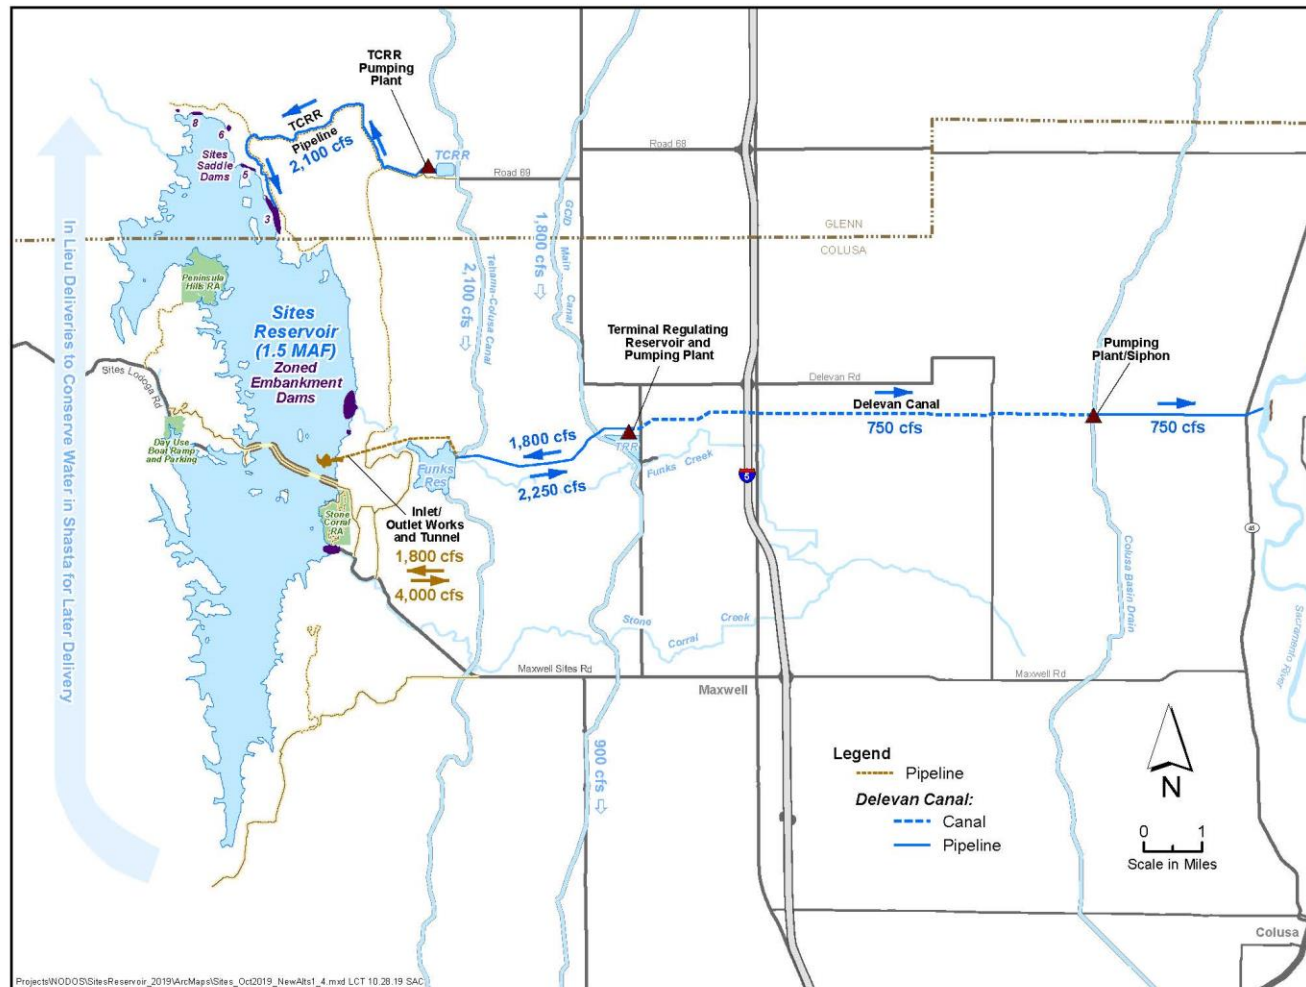 TCRR
Pumping
Plant
8
6
Sites
Saddle
Dams
5
3
TCRR
Pipeline
2,100 cfs
TCRR
Road 69
Road 68
GLENN
COLUSA
GCID Main Canal
1,800 cfs
Tehama-Colusa Canal
2,100 cfs
In Lieu Deliveries to Conserve Water in Shasta for Later Delivery
Peninsula
Hills RA
Sites
Reservoir
(1.5 MAF)
Zoned
Embankment
Dams
Sites Lodoga Rd
Day Use
Boat Ramp
and Parking
Terminal Regulating
Reservoir and
Pumping Plant
Pumping
Plant/Siphon
Delevan Rd
Delevan Canal
750 cfs
750 cfs
1,800 cfs
2,250 cfs
TRR
Funks Creek
Funks
Res
5
45
Inlet/
Outlet Works
and Tunnel
1,800 cfs
4,000 cfs
Stone
Corral
RA
Stone Corral Creek
Colusa Basin Drain
Sacramento River
Maxwell Sites Rd
Maxwell
Maxwell Rd
900 cfs
Legend
Pipeline
Delevan Canal:
Canal
Pipeline
N
0 1
Scale in Miles
Colusa
Projects\NODOS\SitesReservoir_2019\ArcMaps\Sites_Oct2019_NewAlts1_4.mxd LCT 10.28.19 SAC